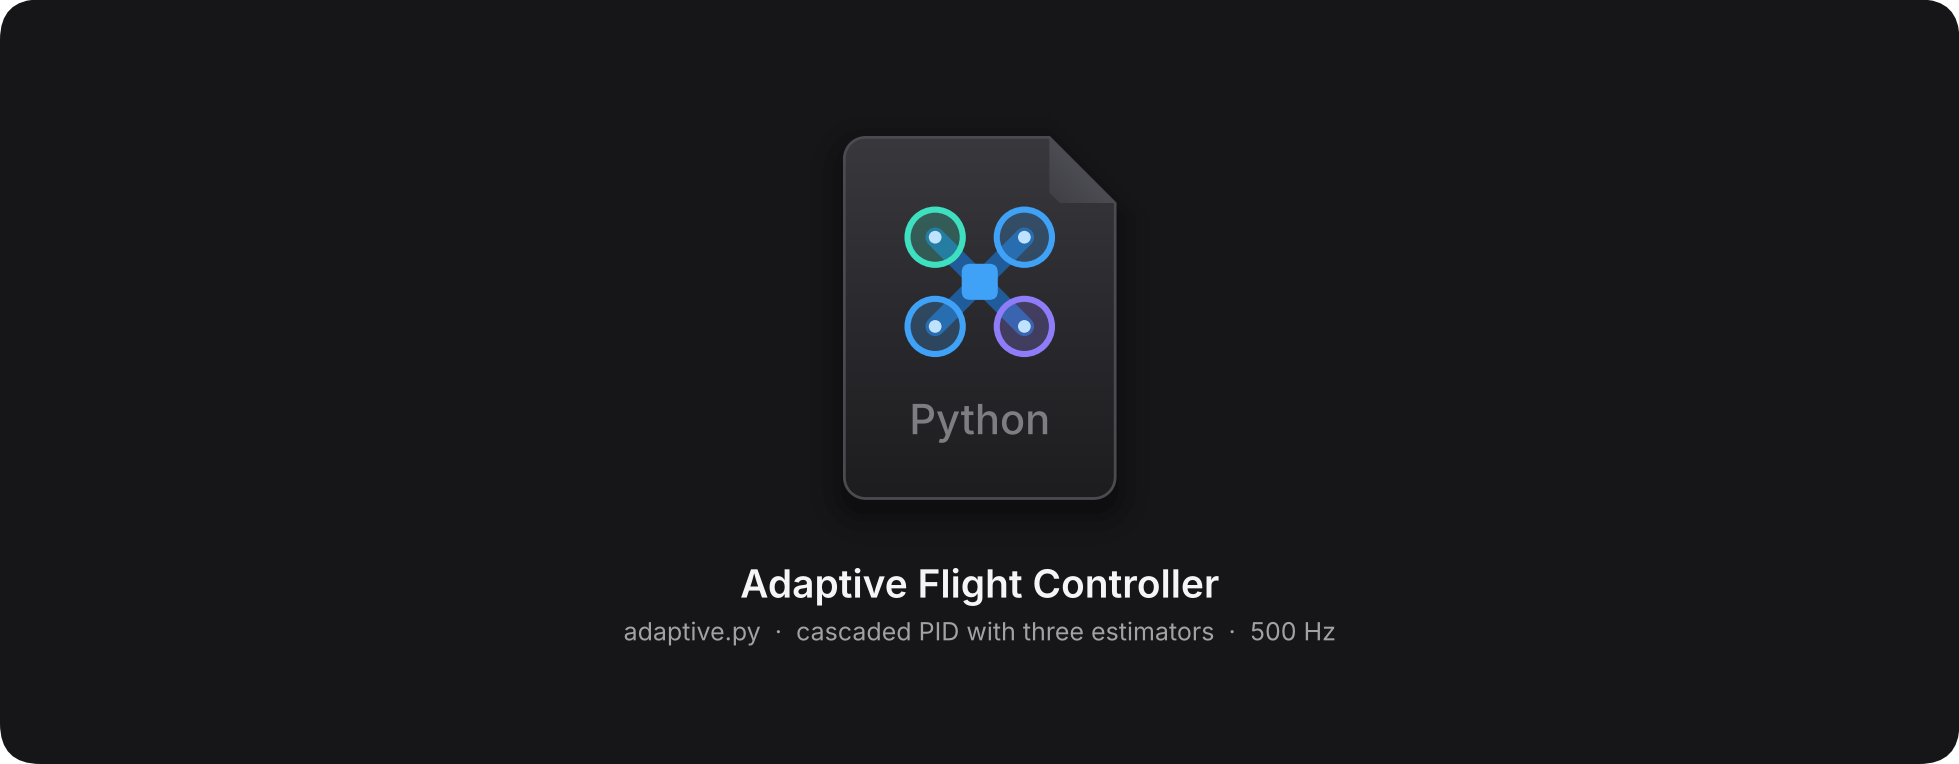 Python
Adaptive Flight Controller
adaptive.py · cascaded PID with three estimators · 500 Hz